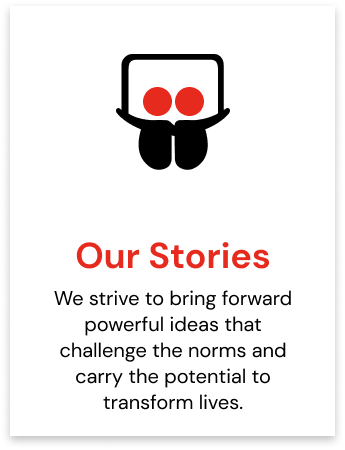 Our Stories
We strive to bring forward
powerful ideas that
challenge the norms and
carry the potential to
transform lives.